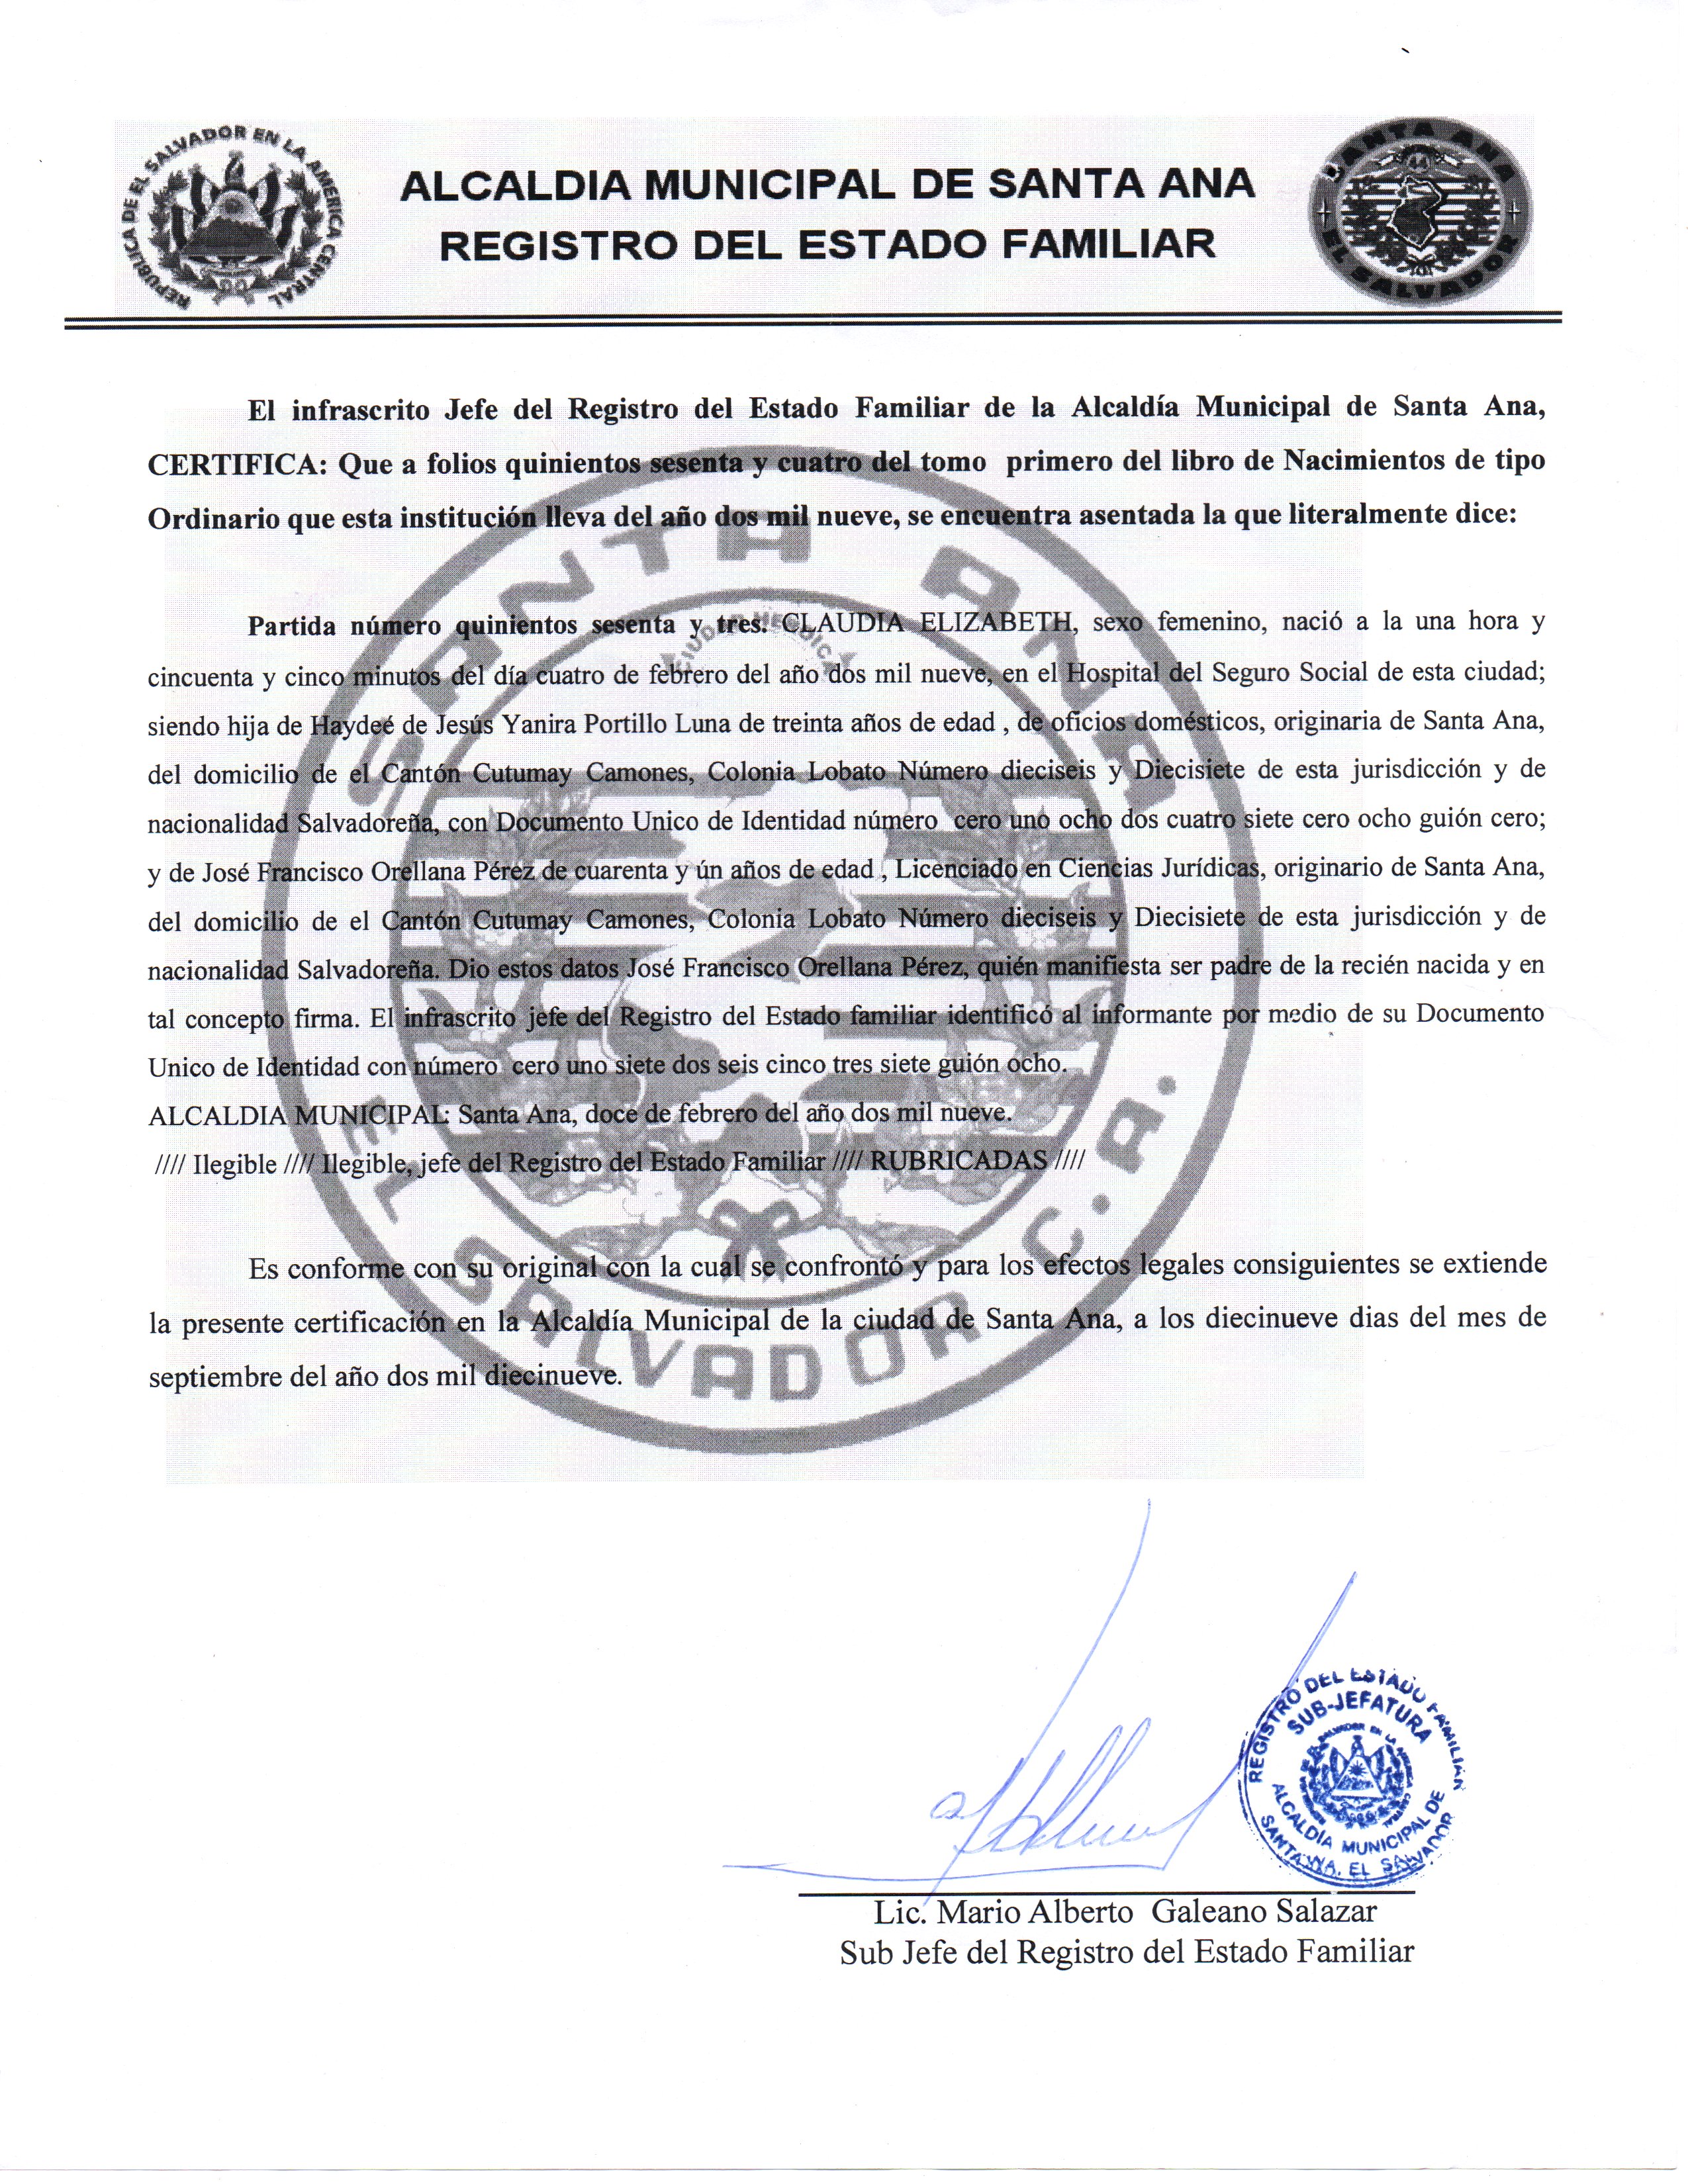 REPUBLICA DE EL SALVADOR EN LA AMERICA CENTRAL
ALCALDIA MUNICIPAL DE SANTA ANA
REGISTRO DEL ESTADO FAMILIAR
SANTA ANA
EL SALVADOR
El infrascrito Jefe del Registro del Estado Familiar de la Alcaldía Municipal de Santa Ana,
CERTIFICA: Que a folios quinientos sesenta y cuatro del tomo primero del libro de Nacimientos de tipo
Ordinario que esta institución lleva del año dos mil nueve, se encuentra asentada la que literalmente dice:
Partida número quinientos sesenta y tres. CLAUDIA ELIZABETH, sexo femenino, nació a la una hora y
cincuenta y cinco minutos del día cuatro de febrero del año dos mil nueve, en el Hospital del Seguro Social de esta ciudad;
siendo hija de Haydeé de Jesús Yanira Portillo Luna de treinta años de edad , de oficios domésticos, originaria de Santa Ana,
del domicilio de el Cantón Cutumay Camones, Colonia Lobato Número dieciseis y Diecisiete de esta jurisdicción y de
nacionalidad Salvadoreña, con Documento Unico de Identidad número cero uno ocho dos cuatro siete cero ocho guión cero;
y de José Francisco Orellana Pérez de cuarenta y ún años de edad , Licenciado en Ciencias Jurídicas, originario de Santa Ana,
del domicilio de el Cantón Cutumay Camones, Colonia Lobato Número dieciseis y Diecisiete de esta jurisdicción y de
nacionalidad Salvadoreña. Dio estos datos José Francisco Orellana Pérez, quién manifiesta ser padre de la recién nacida y en
tal concepto firma. El infrascrito jefe del Registro del Estado familiar identificó al informante por medio de su Documento
Unico de Identidad con número cero uno siete dos seis cinco tres siete guión ocho.
ALCALDIA MUNICIPAL: Santa Ana, doce de febrero del año dos mil nueve.
//// Ilegible //// Ilegible, jefe del Registro del Estado Familiar //// RUBRICADAS ////
Es conforme con su original con la cual se confrontó y para los efectos legales consiguientes se extiende
la presente certificación en la Alcaldía Municipal de la ciudad de Santa Ana, a los diecinueve dias del mes de
septiembre del año dos mil diecinueve.
SANTA ANA
CIUDAD HEROICA
EL SALVADOR C.A.
REGISTRO DEL ESTADO FAMILIAR
SUB-JEFATURA
ALCALDÍA MUNICIPAL DE
SANTA ANA, EL SALVADOR
Lic. Mario Alberto Galeano Salazar
Sub Jefe del Registro del Estado Familiar